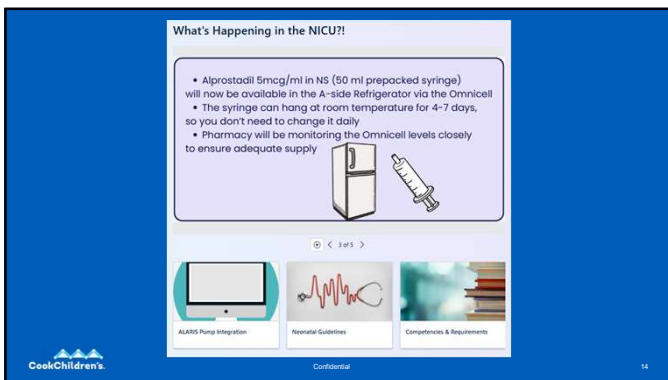 What's Happening in the NICU?!
• Alprostadil 5mcg/ml in NS (50 ml prepacked syringe)
will now be available in the A-side Refrigerator via the Omnicell
• The syringe can hang at room temperature for 4-7 days,
so you don't need to change it daily
• Pharmacy will be monitoring the Omnicell levels closely
to ensure adequate supply
3 of 5
ALARIS Pump Integration
Neonatal Guidelines
Competencies & Requirements
CookChildren's.
Confidential
14